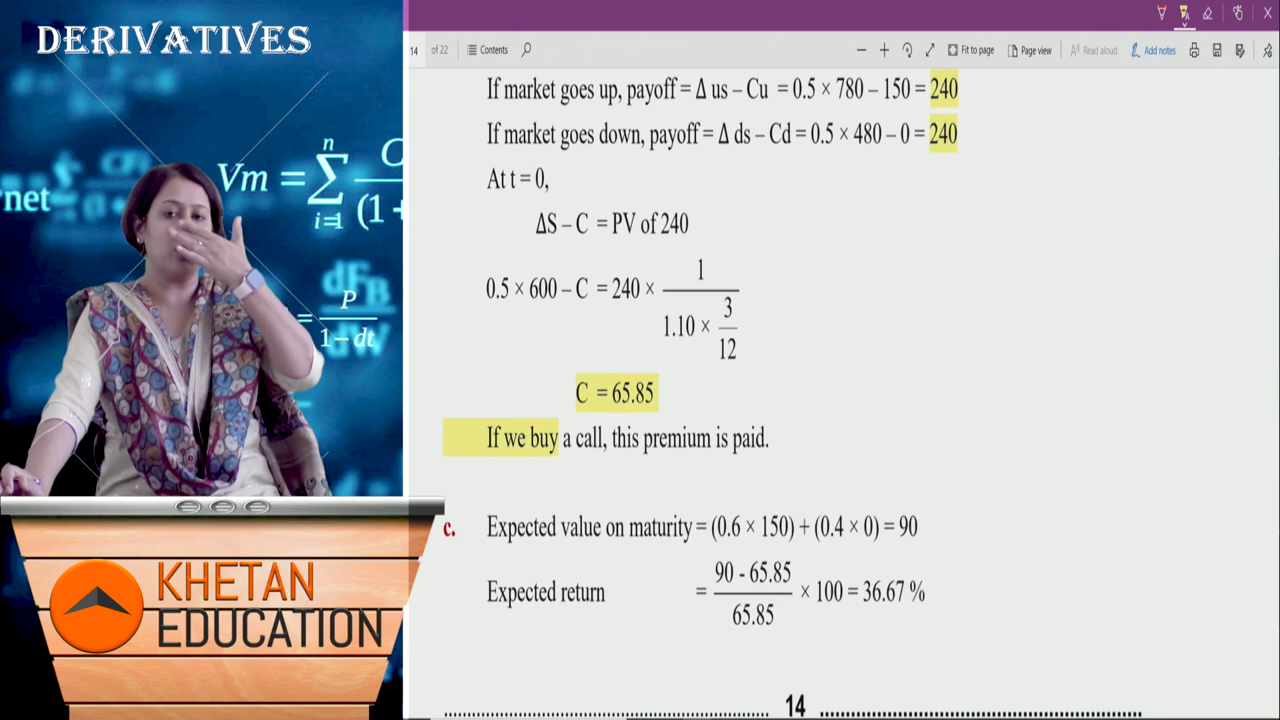 DERIVATIVES
14 of 22 Contents Fit to page Page view Read aloud Add notes
If market goes up, payoff = Δ us – Cu = 0.5 × 780 – 150 = 240
If market goes down, payoff = Δ ds – Cd = 0.5 × 480 – 0 = 240
At t = 0,
ΔS – C = PV of 240
0.5 × 600 – C = 240 × 1 / (1.10 × 3/12)
C = 65.85
If we buy a call, this premium is paid.
c. Expected value on maturity = (0.6 × 150) + (0.4 × 0) = 90
Expected return = (90 - 65.85) / 65.85 × 100 = 36.67 %
14
net
Vm = n ∑ i=1 C (1+
= P / 1– dt
dF_B / dW
KHETAN
EDUCATION